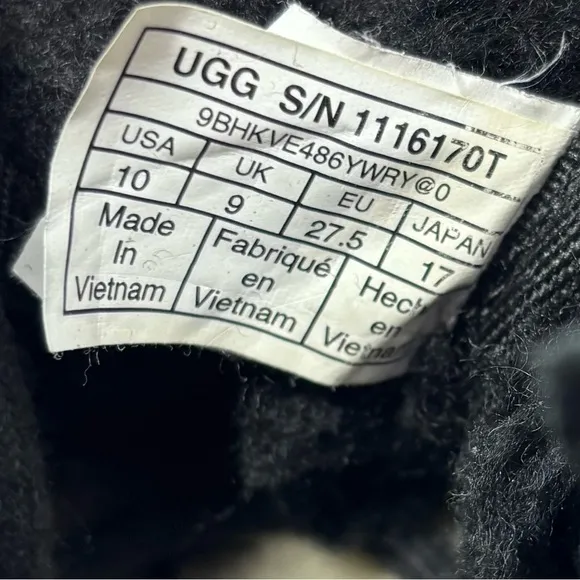 UGG S/N 1116170T
9BHKVE486YWRY@0
USA UK EU JAPAN
10 9 27.5 17
Made Fabriqué Hecho
In en en
Vietnam Vietnam Vietnam